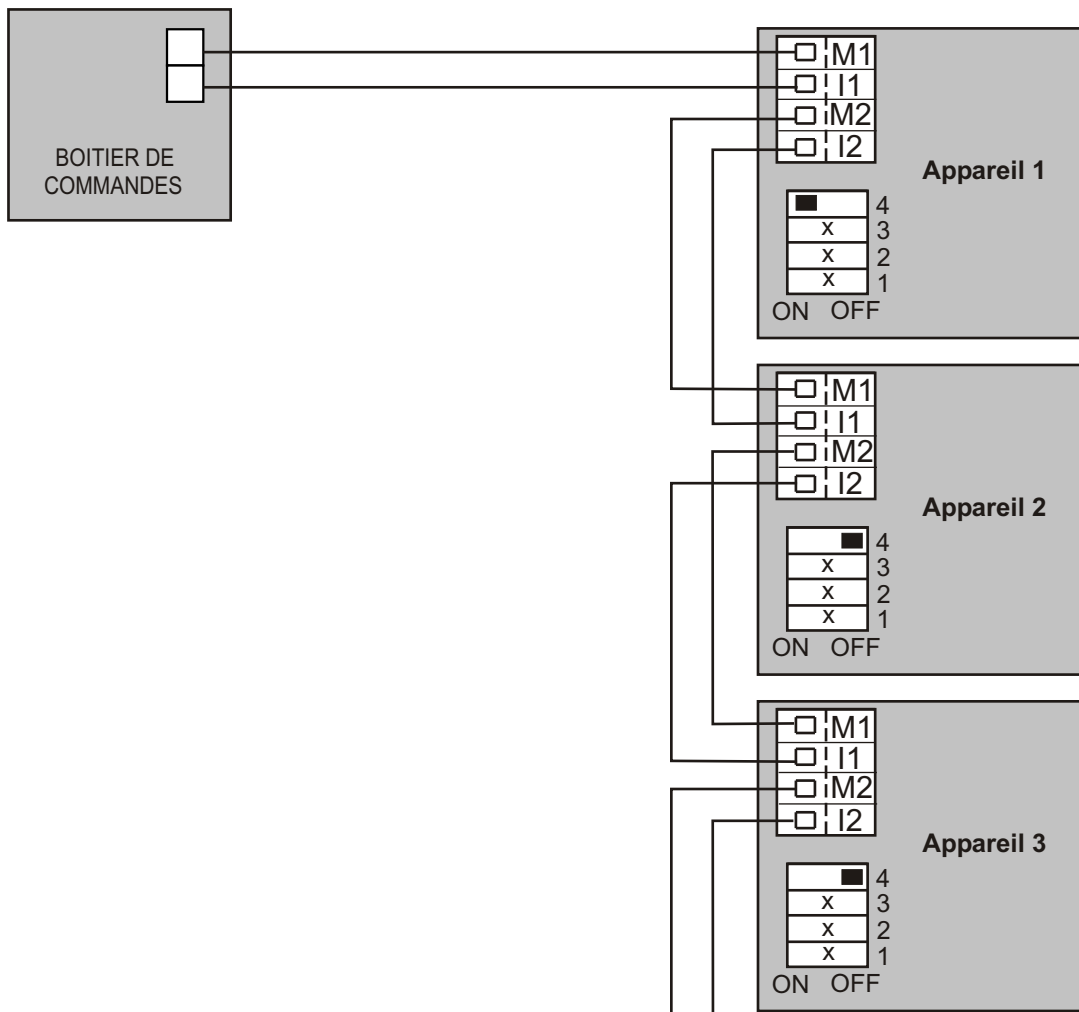 BOITIER DE
COMMANDES
M1
I1
M2
I2
Appareil 1
4
x 3
x 2
x 1
ON OFF
M1
I1
M2
I2
Appareil 2
4
x 3
x 2
x 1
ON OFF
M1
I1
M2
I2
Appareil 3
4
x 3
x 2
x 1
ON OFF